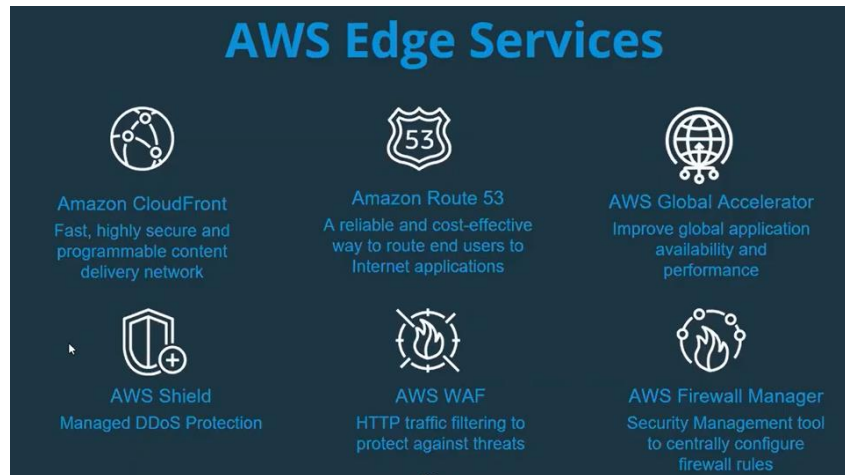 AWS Edge Services
53
Amazon CloudFront
Fast, highly secure and
programmable content
delivery network
Amazon Route 53
A reliable and cost-effective
way to route end users to
Internet applications
AWS Global Accelerator
Improve global application
availability and
performance
AWS Shield
Managed DDoS Protection
AWS WAF
HTTP traffic filtering to
protect against threats
AWS Firewall Manager
Security Management tool
to centrally configure
firewall rules